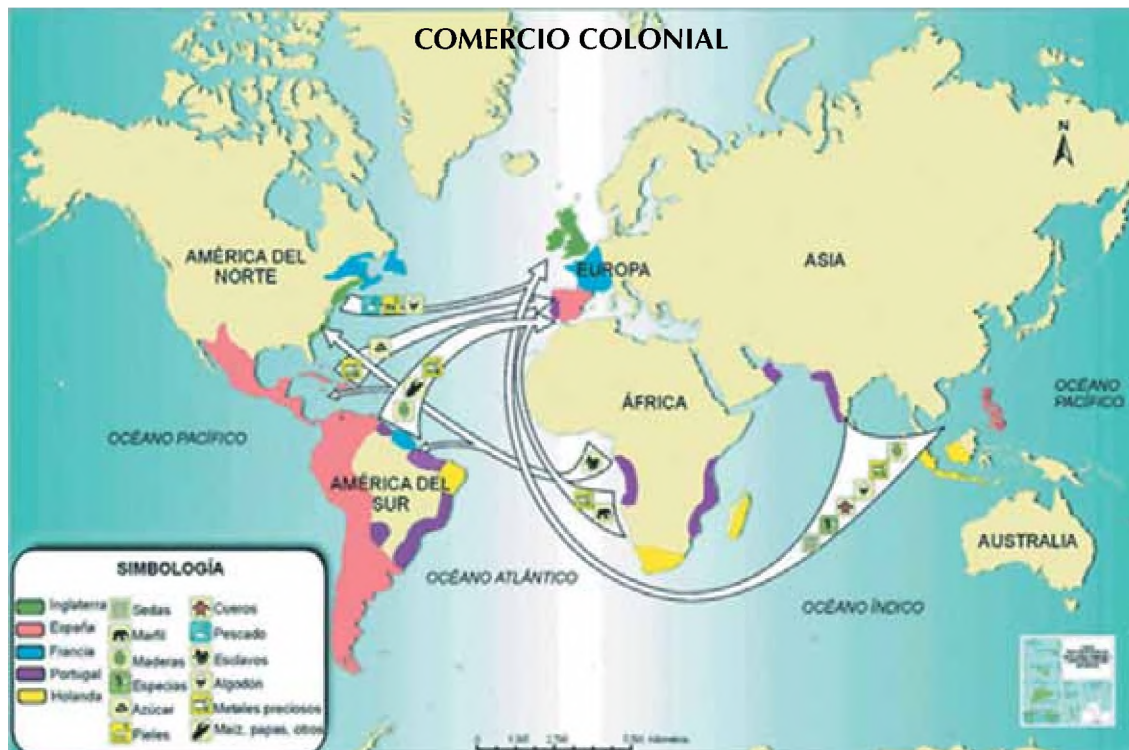 COMERCIO COLONIAL
N
AMÉRICA DEL
NORTE
EUROPA
ASIA
OCÉANO
PACÍFICO
ÁFRICA
OCÉANO PACÍFICO
AMÉRICA DEL
SUR
AUSTRALIA
OCÉANO ATLÁNTICO
OCÉANO ÍNDICO
SIMBOLOGÍA
Inglaterra
España
Francia
Portugal
Holanda
Sedas
Marfil
Maderas
Especias
Azúcar
Pieles
Cueros
Pescado
Esclavos
Algodón
Metales preciosos
Maíz, papas, otros
0